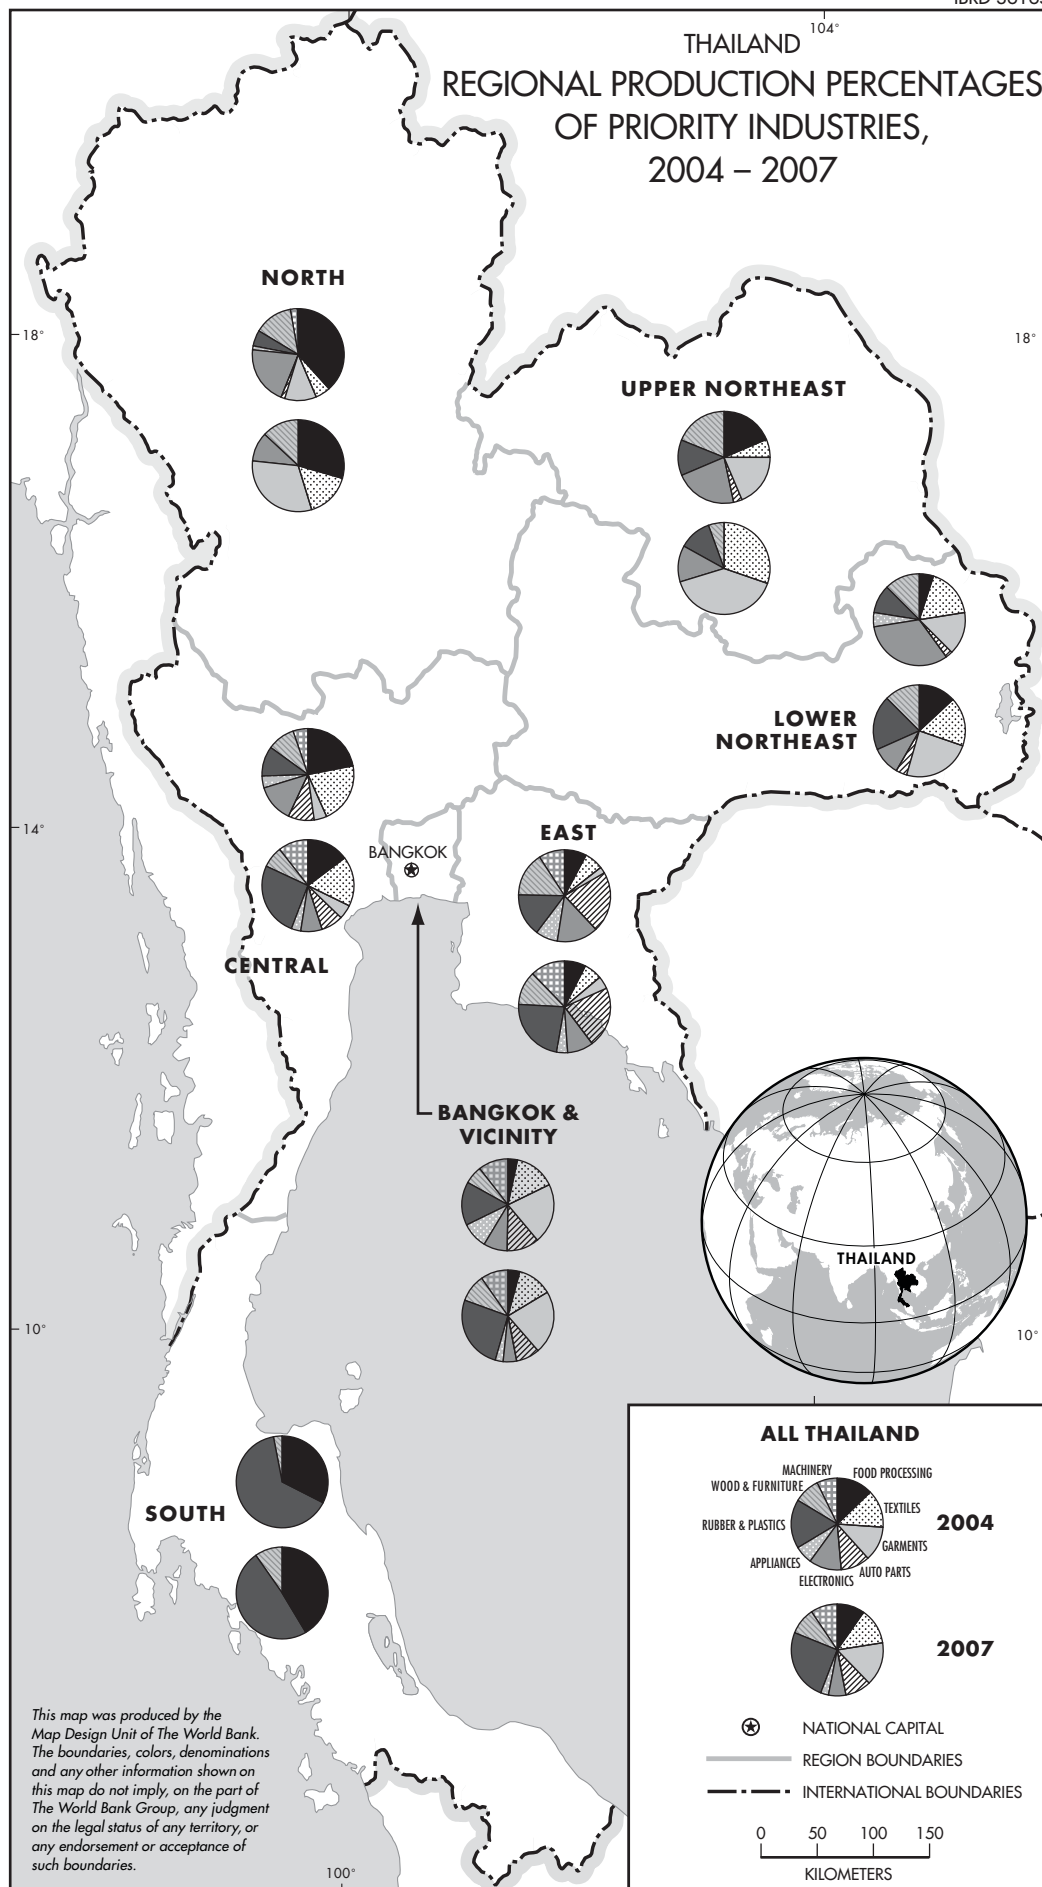 104°
THAILAND
REGIONAL PRODUCTION PERCENTAGES
OF PRIORITY INDUSTRIES,
2004 – 2007
NORTH
18°
18°
UPPER NORTHEAST
LOWER
NORTHEAST
14°
EAST
BANGKOK
CENTRAL
BANGKOK &
VICINITY
THAILAND
10°
10°
SOUTH
ALL THAILAND
MACHINERY
FOOD PROCESSING
WOOD & FURNITURE
TEXTILES
2004
RUBBER & PLASTICS
GARMENTS
APPLIANCES
AUTO PARTS
ELECTRONICS
2007
NATIONAL CAPITAL
REGION BOUNDARIES
INTERNATIONAL BOUNDARIES
0 50 100 150
KILOMETERS
This map was produced by the
Map Design Unit of The World Bank.
The boundaries, colors, denominations
and any other information shown on
this map do not imply, on the part of
The World Bank Group, any judgment
on the legal status of any territory, or
any endorsement or acceptance of
such boundaries.
100°